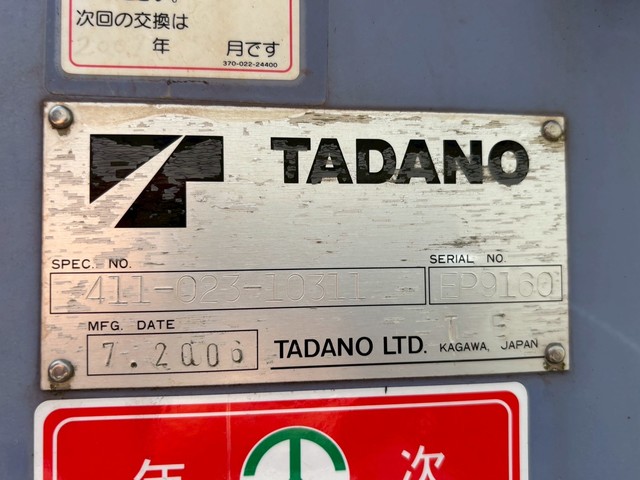 次回の交換は
年 月です
370-022-24400
TADANO
SPEC. NO. SERIAL NO.
411-023-10311 EP9160
MFG. DATE T E
7.2006 TADANO LTD. KAGAWA, JAPAN
年 次